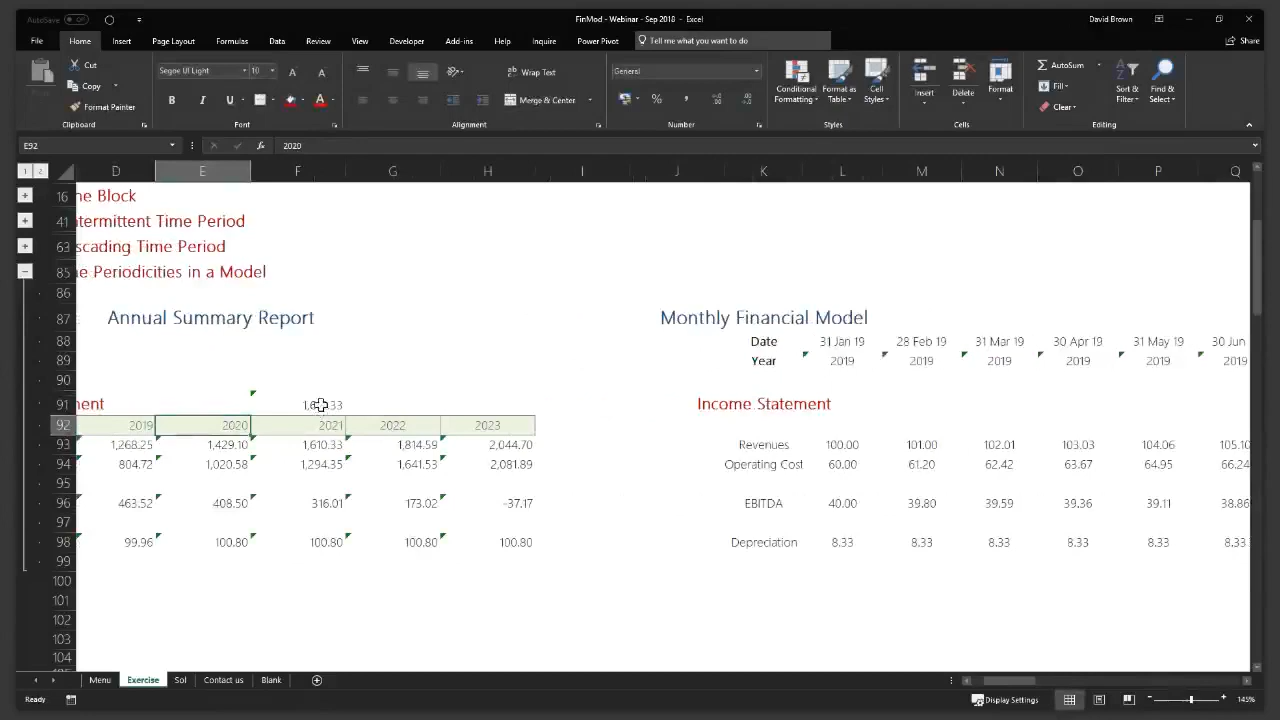 AutoSave Off FinMod - Webinar - Sep 2018 - Excel David Brown
File Home Insert Page Layout Formulas Data Review View Developer Add-ins Help Inquire Power Pivot Tell me what you want to do Share
Cut Segoe UI Light 10 A A Wrap Text General AutoSum
Copy Conditional Format as Cell Insert Delete Format Fill Sort & Find &
Format Painter B I U A Merge & Center % , Formatting Table Styles Clear Filter Select
Clipboard Font Alignment Number Styles Cells Editing
E92 fx 2020
1 2 D E F G H I J K L M N O P Q
16 ne Block
41 ntermittent Time Period
63 scading Time Period
85 e Periodicities in a Model
86
87 Annual Summary Report Monthly Financial Model
88 Date 31 Jan 19 28 Feb 19 31 Mar 19 30 Apr 19 31 May 19 30 Jun
89 Year 2019 2019 2019 2019 2019 2019
90
91 ment Income Statement
92 2019 2020 2021 2022 2023
93 1,268.25 1,429.10 1,610.33 1,814.59 2,044.70 Revenues 100.00 101.00 102.01 103.03 104.06 105.10
94 804.72 1,020.58 1,294.35 1,641.53 2,081.89 Operating Cost 60.00 61.20 62.42 63.67 64.95 66.24
95
96 463.52 408.50 316.01 173.02 -37.17 EBITDA 40.00 39.80 39.59 39.36 39.11 38.86
97
98 99.96 100.80 100.80 100.80 100.80 Depreciation 8.33 8.33 8.33 8.33 8.33 8.33
99
100
101
102
103
104
Menu Exercise Sol Contact us Blank
Ready Display Settings 145%